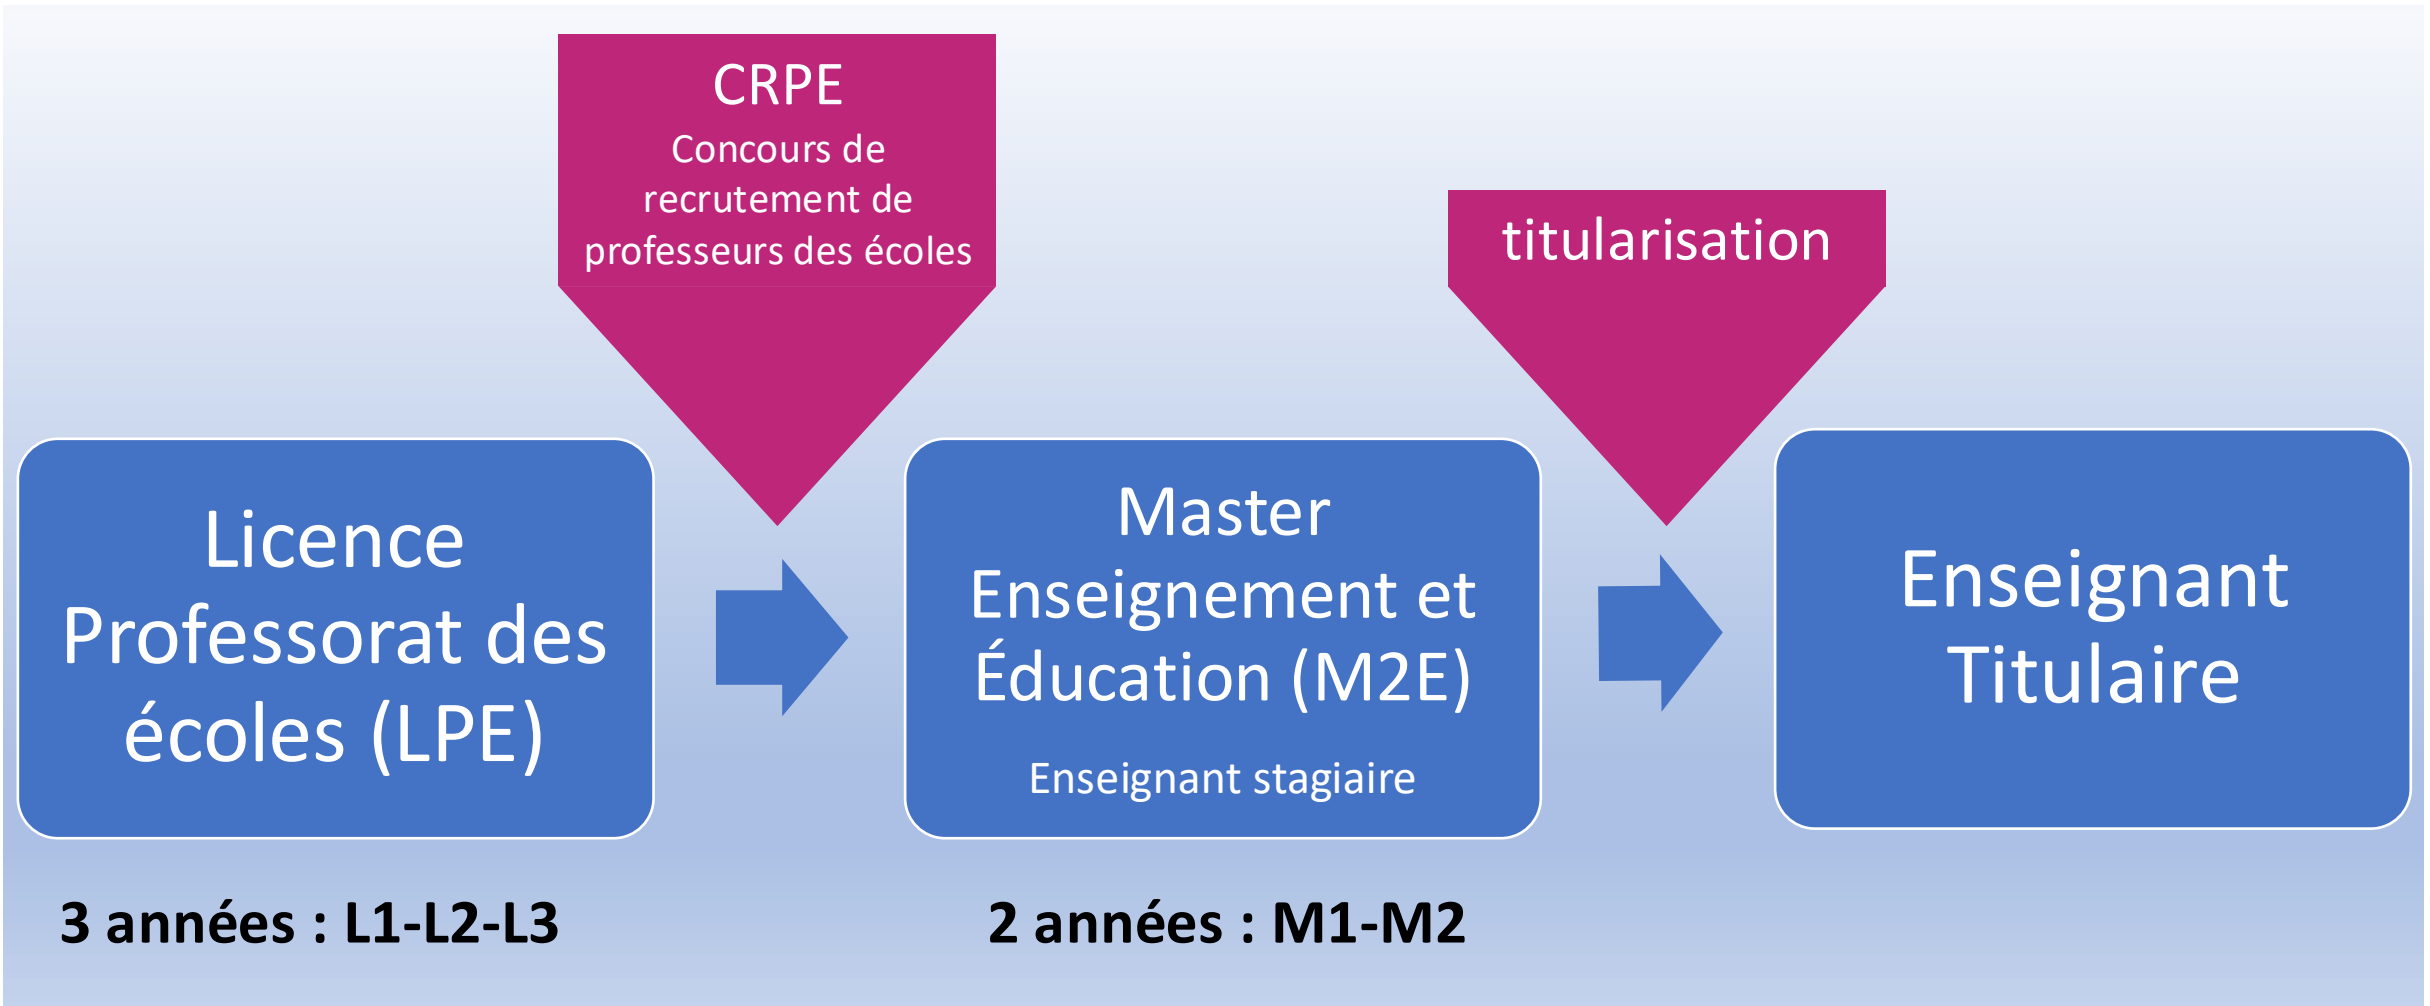 CRPE
Concours de
recrutement de
professeurs des écoles
titularisation
Licence
Professorat des
écoles (LPE)
Master
Enseignement et
Éducation (M2E)
Enseignant stagiaire
Enseignant
Titulaire
3 années : L1-L2-L3
2 années : M1-M2